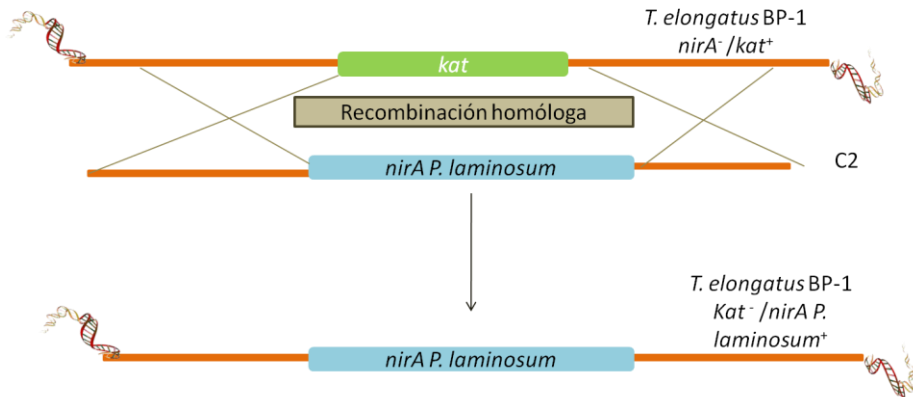 T. elongatus BP-1
nirA⁻/kat⁺
kat
Recombinación homóloga
nirA P. laminosum
C2
T. elongatus BP-1
Kat⁻/nirA P.
laminosum⁺
nirA P. laminosum